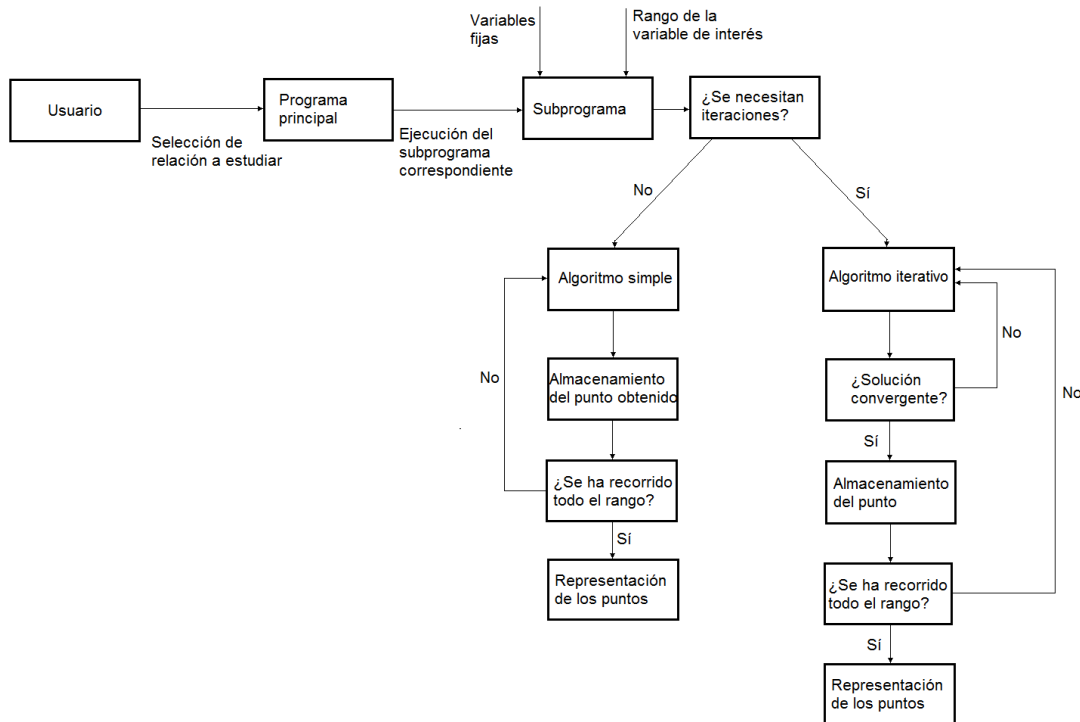 Variables
fijas
Rango de la
variable de interés
Usuario
Selección de
relación a estudiar
Programa
principal
Ejecución del
subprograma
correspondiente
Subprograma
¿Se necesitan
iteraciones?
No
Sí
Algoritmo simple
No
Almacenamiento
del punto obtenido
¿Se ha recorrido
todo el rango?
Sí
Representación
de los puntos
Algoritmo iterativo
No
¿Solución
convergente?
No
Sí
Almacenamiento
del punto
¿Se ha recorrido
todo el rango?
Sí
Representación
de los puntos